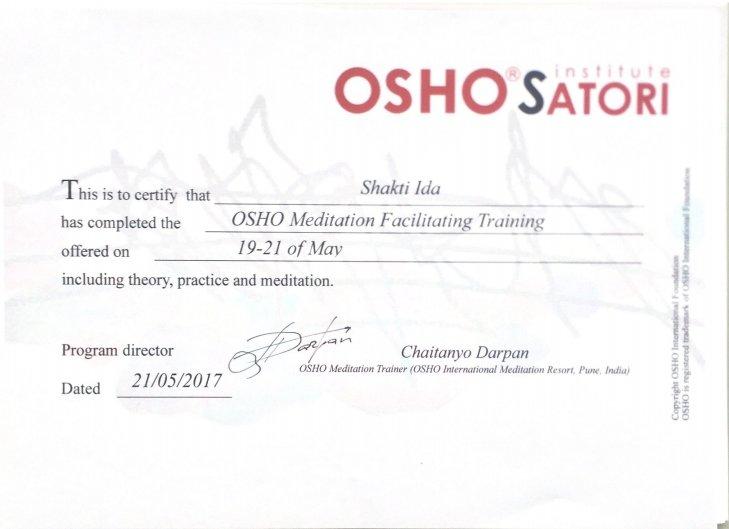 institute
OSHO® SATORI
This is to certify that Shakti Ida
has completed the OSHO Meditation Facilitating Training
offered on 19-21 of May
including theory, practice and meditation.
Program director Darpan Chaitanyo Darpan
OSHO Meditation Trainer (OSHO International Meditation Resort, Pune, India)
Dated 21/05/2017
Copyright OSHO International Foundation
OSHO is registered trademark of OSHO International Foundation